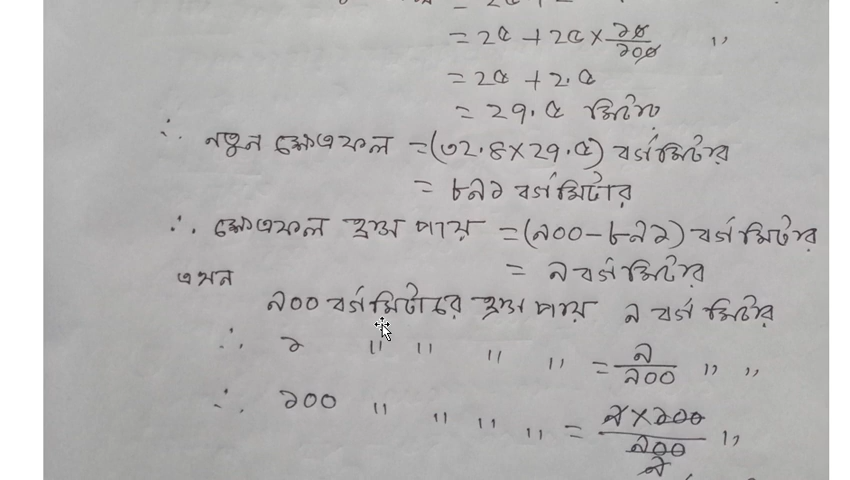 = ২৫ + ২৫ × ১০/১০০ "
= ২৫ + ২.৫
= ২৭.৫ মিটার
∴ নতুন ক্ষেত্রফল = (৩২.৪ × ২৭.৫) বর্গমিটার
= ৮৯১ বর্গমিটার
∴ ক্ষেত্রফল হ্রাস পায় = (৯০০ - ৮৯১) বর্গমিটার
= ৯ বর্গমিটার
এখন
৯০০ বর্গমিটারে হ্রাস পায় ৯ বর্গ মিটার
∴ ১ " " " " = ৯/৯০০ " "
∴ ১০০ " " " " = ৯×১০০/৯০০ "
৯